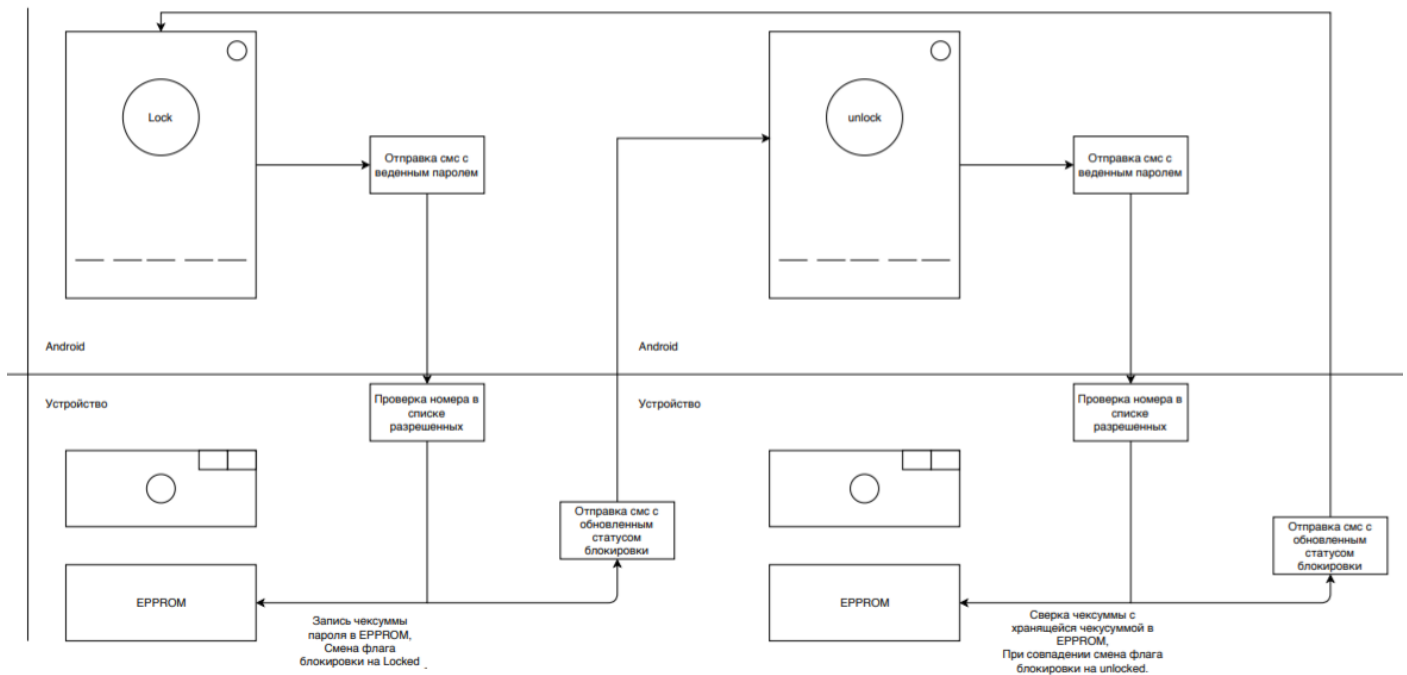 Lock
Отправка смс с
веденным паролем
Android
unlock
Отправка смс с
веденным паролем
Android
Устройство
Проверка номера в
списке
разрешенных
Отправка смс с
обновленным
статусом
блокировки
EPPROM
Запись чексуммы
пароля в EPPROM,
Смена флага
блокировки на Locked
Устройство
Проверка номера в
списке
разрешенных
Отправка смс с
обновленным
статусом
блокировки
EPPROM
Сверка чексуммы с
хранящейся чекусуммой в
EPPROM,
При совпадении смена флага
блокировки на unlocked.